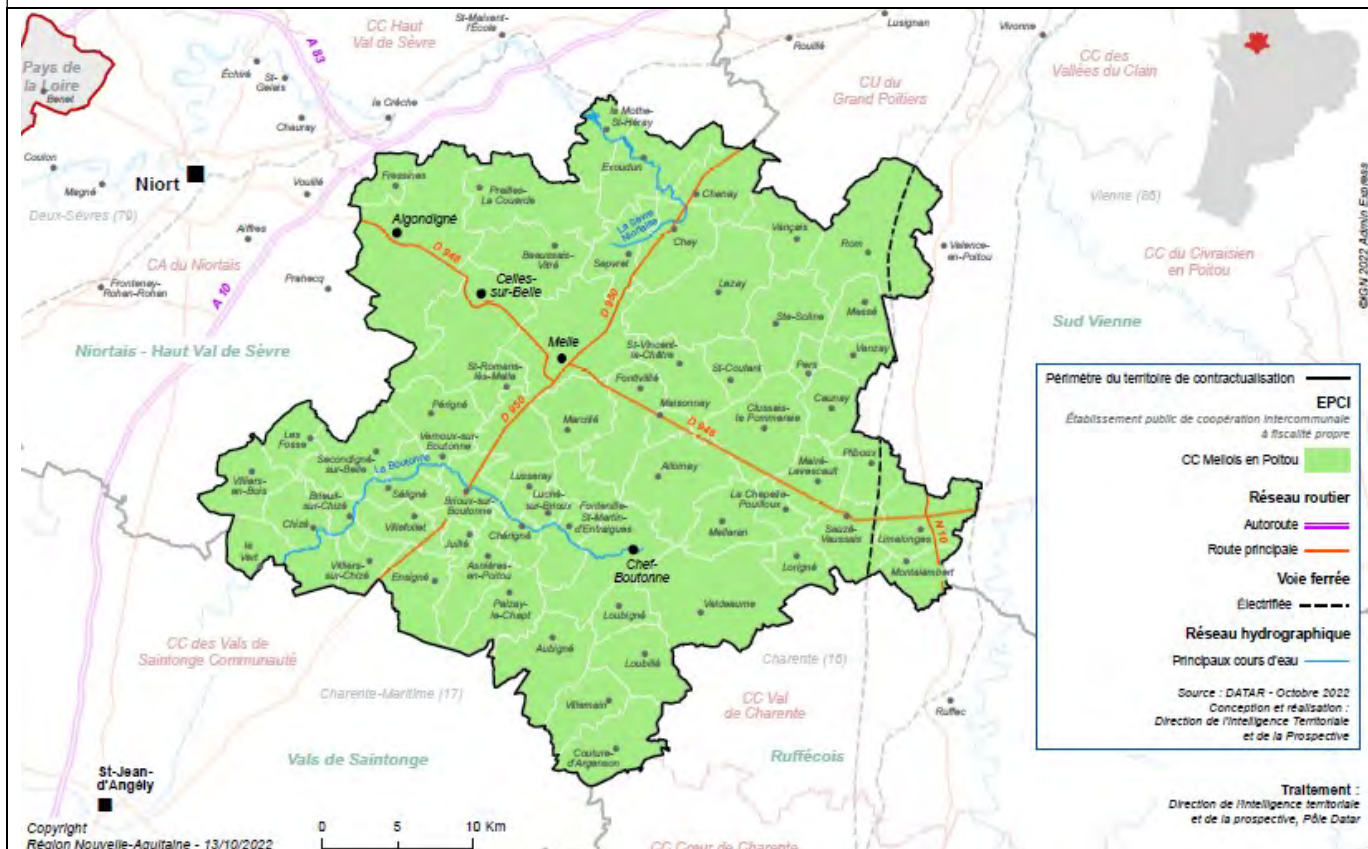 CC Haut
Val de Sèvre
St-Maixent-
l'École
Lusignan
Rouillé
Vivonne
A 83
Pays de
la Loire
Benet
Échiré
St-
Gelais
la Crèche
Chauray
CU du
Grand Poitiers
CC des
Vallées du Clain
Coulon
Magné
Niort
Vouillé
Deux-Sèvres (79)
Aiffres
CA du Niortais
Frontenay-
Rohan-Rohan
Prahecq
A 10
Niortais - Haut Val de Sèvre
la Mothe-
St-Héray
Exoudun
Fressines
Prailles-
La Couarde
Chenay
Vienne (86)
Aigondigné
D 948
La Sèvre
Niortaise
Chey
Vançais
Rom
Valence-
en-Poitou
CC du Civraisien
en Poitou
Beaussais-
Vitré
Sepvret
Celles-
sur-Belle
D 950
Lezay
Messé
Ste-Soline
Sud Vienne
Melle
St-Vincent-
la-Châtre
Vanzay
St-Romans-
lès-Melle
Fontivillé
St-Coutant
Pers
Périgné
D 950
Marcillé
Maisonnay
Clussais-
la-Pommeraie
Caunay
D 948
Les
Fosse
Vernoux-sur-
Boutonne
Secondigné-
sur-Belle
La Boutonne
Lusseray
Alloinay
Mairé-
Levescault
Pliboux
Villiers-
en-Bois
Brieuil-
sur-Chizé
Séligné
Brioux-sur-
Boutonne
Luché-
sur-Brioux
Fontenille-
St-Martin-
d'Entraigues
La Chapelle-
Pouilloux
Chizé
Villefollet
Chérigné
Melleran
Sauzé-
Vaussais
Limalonges
N 10
le
Vert
Juillé
Chef-
Boutonne
Villiers-
sur-Chizé
Ensigné
Asnières-
en-Poitou
Lorigné
Montalembert
Paizay-
le-Chapt
Loubigné
Valdelaume
Aubigné
Loubillé
CC des Vals de
Saintonge Communauté
Charente (16)
Charente-Maritime (17)
Villemain
CC Val
de Charente
Ruffec
Couture-
d'Argenson
Vals de Saintonge
Ruffécois
St-Jean-
d'Angély
CC Cœur de Charente
0 5 10 Km
Copyright
Région Nouvelle-Aquitaine - 13/10/2022
©IGN 2022 Admin Express
Périmètre du territoire de contractualisation
EPCI
Établissement public de coopération intercommunale
à fiscalité propre
CC Mellois en Poitou
Réseau routier
Autoroute
Route principale
Voie ferrée
Électrifiée
Réseau hydrographique
Principaux cours d'eau
Source : DATAR - Octobre 2022
Conception et réalisation :
Direction de l'Intelligence Territoriale
et de la Prospective
Traitement :
Direction de l'intelligence territoriale
et de la prospective, Pôle Datar